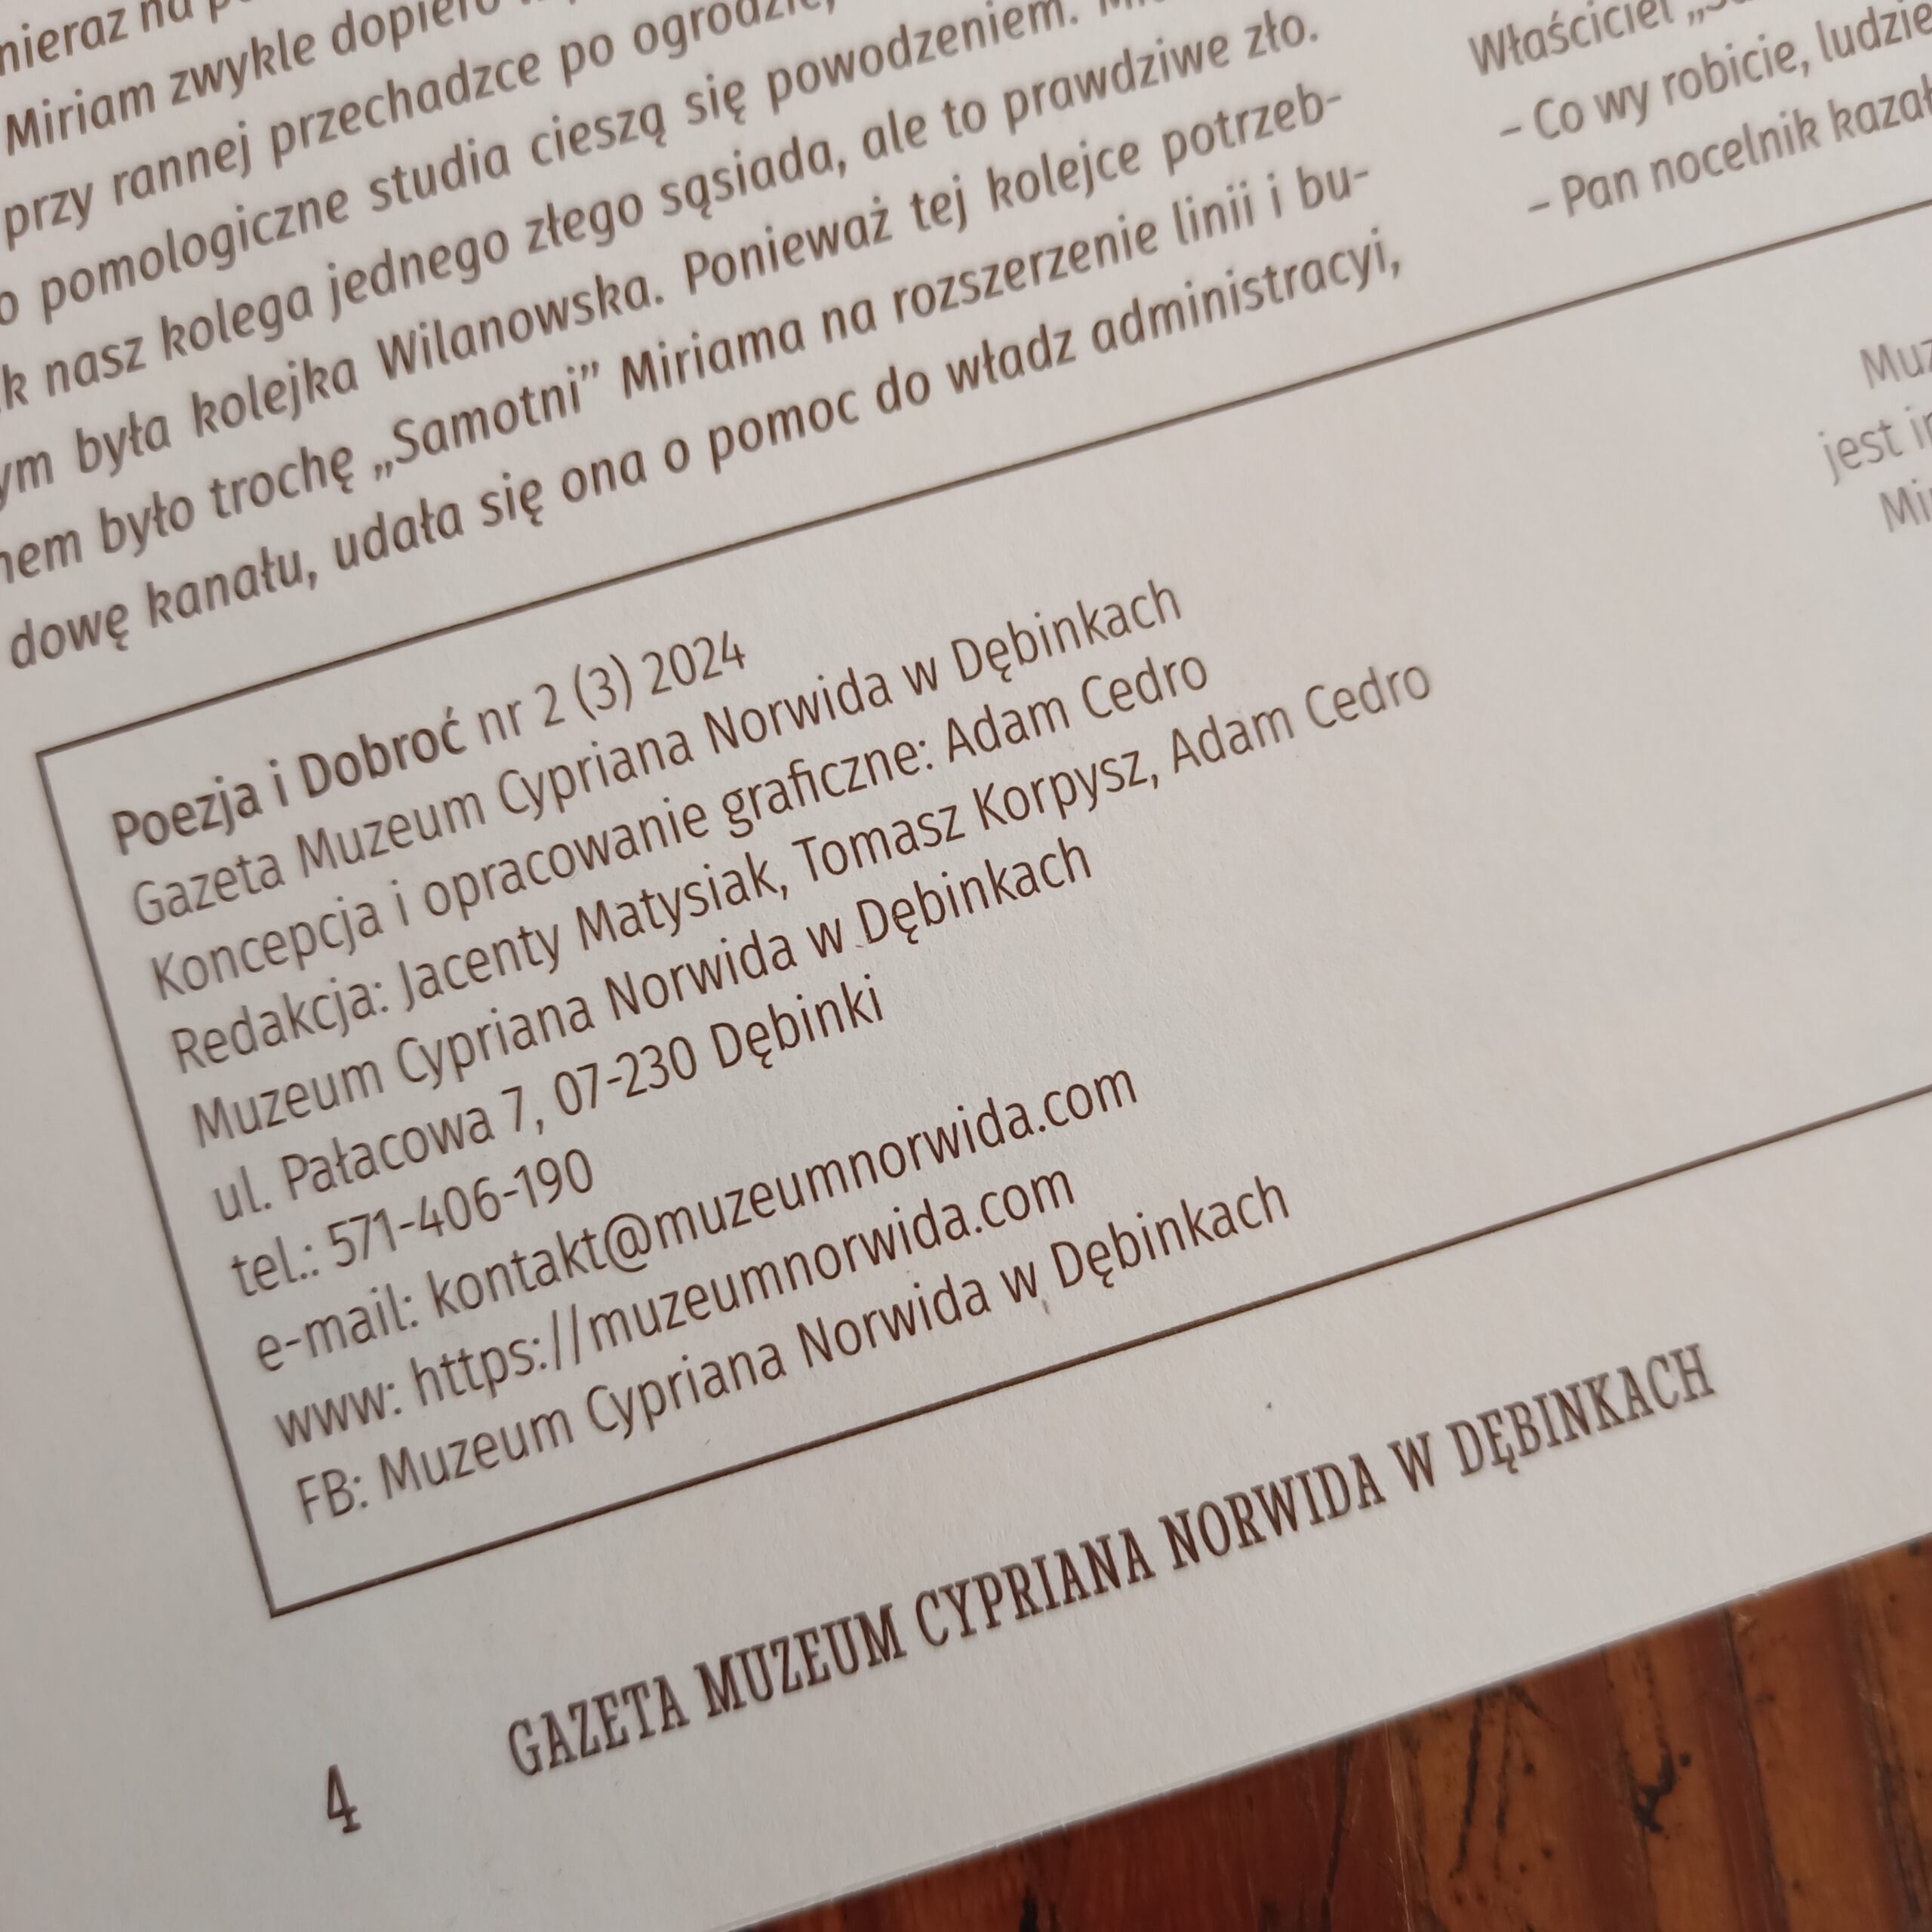 na
Miriam zwykle dopiero
przy rannej przechadzce po
pomologiczne studia cieszą się powodzeniem.
nasz kolega jednego złego sąsiada, ale to prawdziwe zło.
była kolejka Wilanowska. Ponieważ tej kolejce potrzeb-
było trochę „Samotni” Miriama na rozszerzenie linii i bu-
dowę kanału, udała się ona o pomoc do władz administracyi,
Właściciel
– Co wy robicie, ludzie
– Pan nocelnik kazał
jest
Poezja i Dobroć nr 2 (3) 2024
Gazeta Muzeum Cypriana Norwida w Dębinkach
Koncepcja i opracowanie graficzne: Adam Cedro
Redakcja: Jacenty Matysiak, Tomasz Korpysz, Adam Cedro
Muzeum Cypriana Norwida w Dębinkach
ul. Pałacowa 7, 07-230 Dębinki
tel.: 571-406-190
e-mail: kontakt@muzeumnorwida.com
www: https://muzeumnorwida.com
FB: Muzeum Cypriana Norwida w Dębinkach
4 GAZETA MUZEUM CYPRIANA NORWIDA W DĘBINKACH